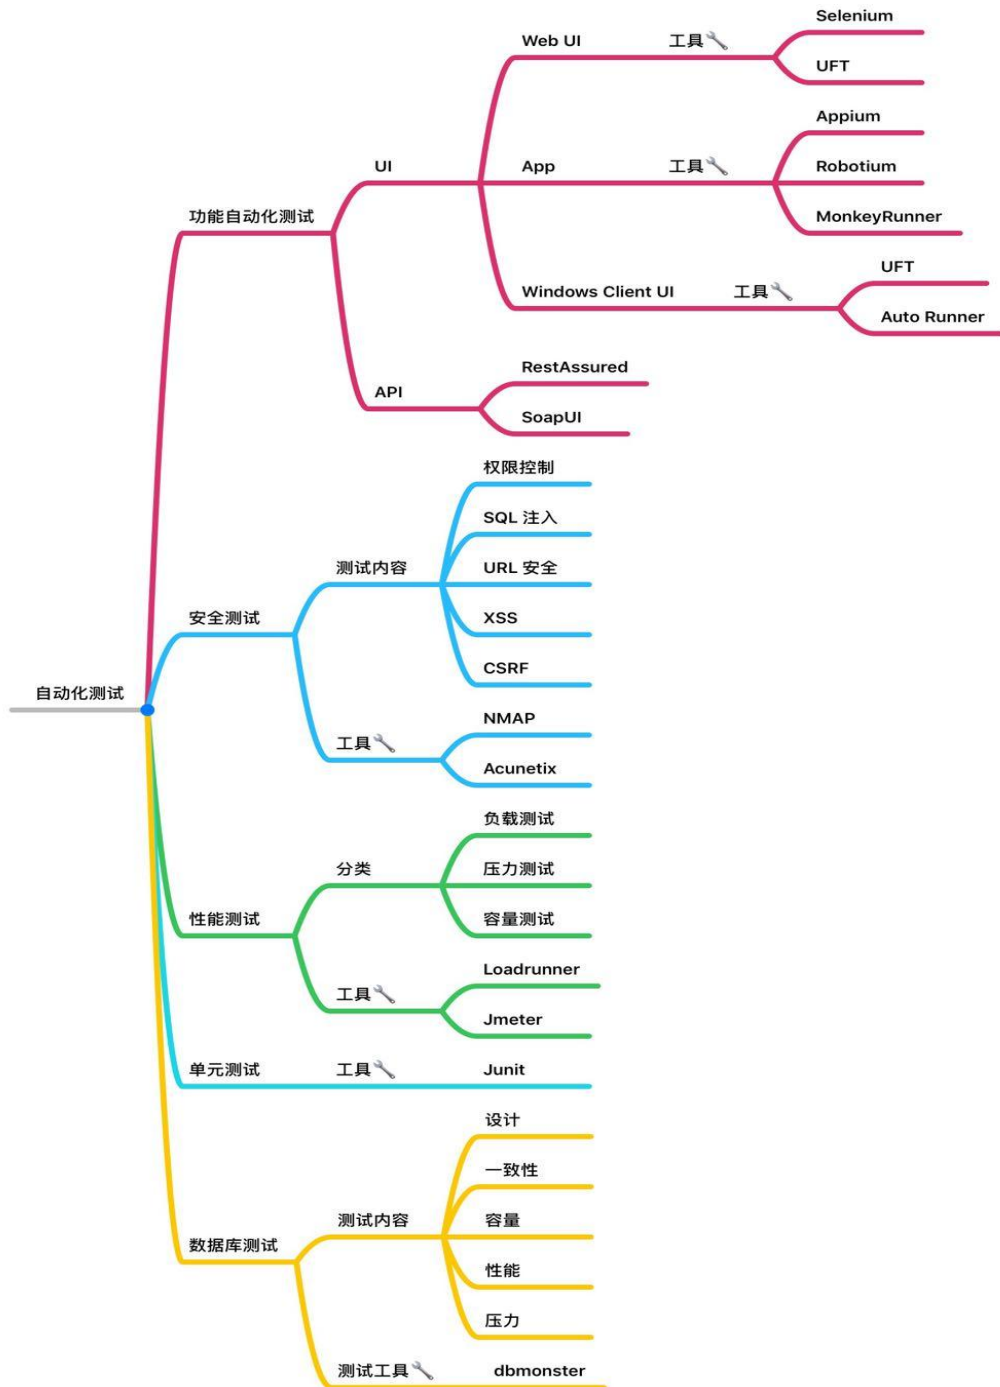 自动化测试
功能自动化测试
UI
Web UI
工具
Selenium
UFT
App
工具
Appium
Robotium
MonkeyRunner
Windows Client UI
工具
UFT
Auto Runner
API
RestAssured
SoapUI
安全测试
测试内容
权限控制
SQL 注入
URL 安全
XSS
CSRF
工具
NMAP
Acunetix
性能测试
分类
负载测试
压力测试
容量测试
工具
Loadrunner
Jmeter
单元测试
工具
Junit
数据库测试
测试内容
设计
一致性
容量
性能
压力
测试工具
dbmonster